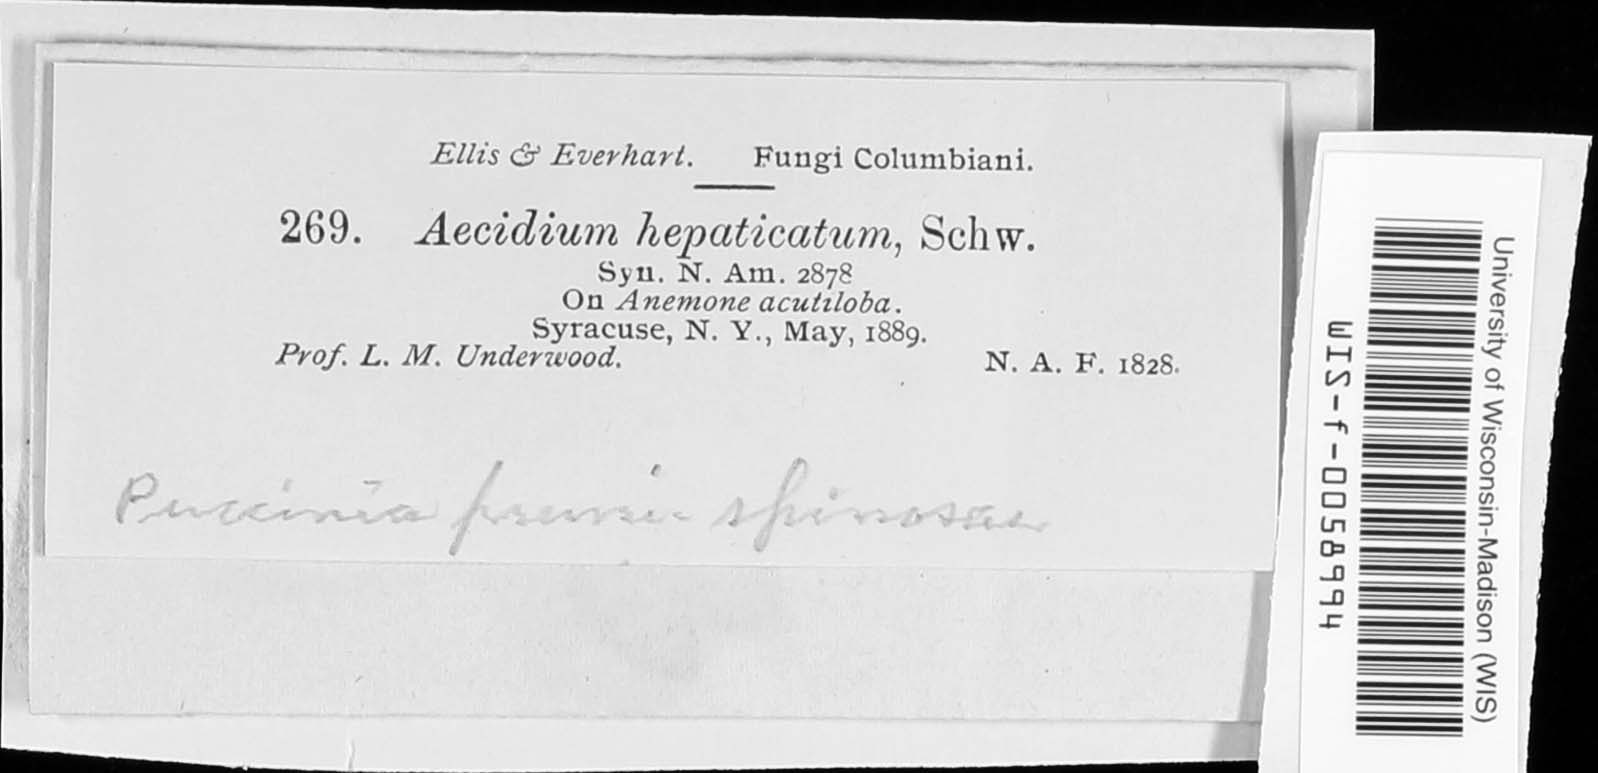 Ellis & Everhart. Fungi Columbiani.
269. Aecidium hepaticatum, Schw.
Syn. N. Am. 2878
On Anemone acutiloba.
Syracuse, N. Y., May, 1889.
Prof. L. M. Underwood. N. A. F. 1828.
Puccinia pruni-spinosae
University of Wisconsin-Madison (WIS)
WIS-f-0058994